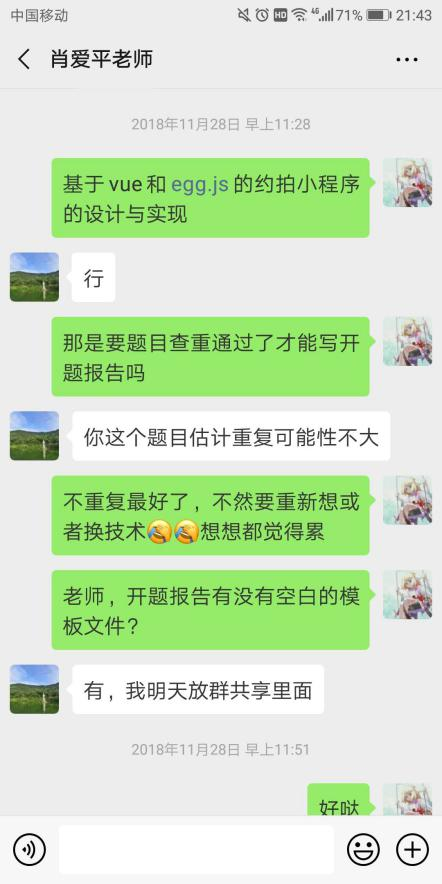 中国移动 HD 4G 71% 21:43
肖爱平老师
2018年11月28日 早上11:28
基于 vue 和 egg.js 的约拍小程序
的设计与实现
行
那是要题目查重通过了才能写开
题报告吗
你这个题目估计重复可能性不大
不重复最好了，不然要重新想或
者换技术🤣🤣想想都觉得累
老师，开题报告有没有空白的模
板文件？
有，我明天放群共享里面
2018年11月28日 早上11:51
好哒